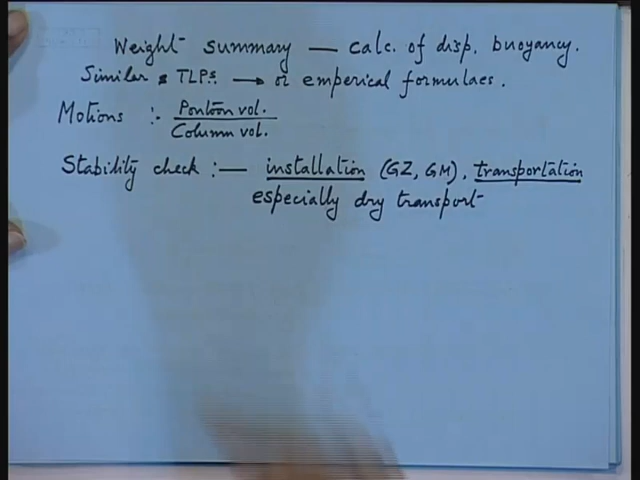 Weight summary — calc. of disp. buoyancy.
Similar TLPs. → or emperical formulaes.
Motions :- Pontoon vol.
Column vol.
Stability check :— installation (GZ, GM), transportation
especially dry transport